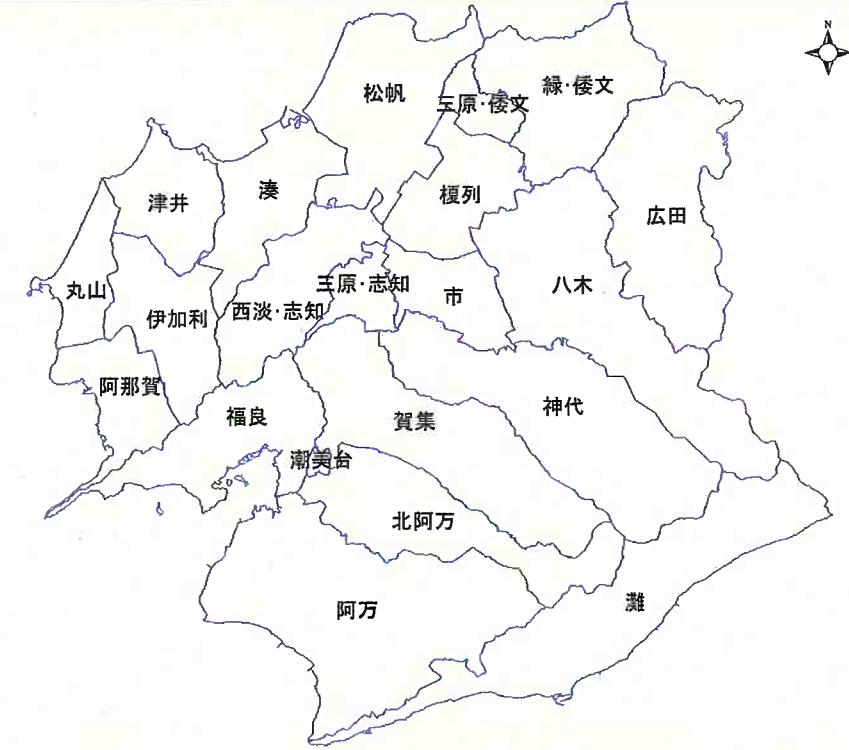 N
松帆
三原・倭文
緑・倭文
津井
湊
榎列
広田
丸山
伊加利
西淡・志知
三原・志知
市
八木
阿那賀
福良
賀集
神代
潮美台
北阿万
阿万
灘